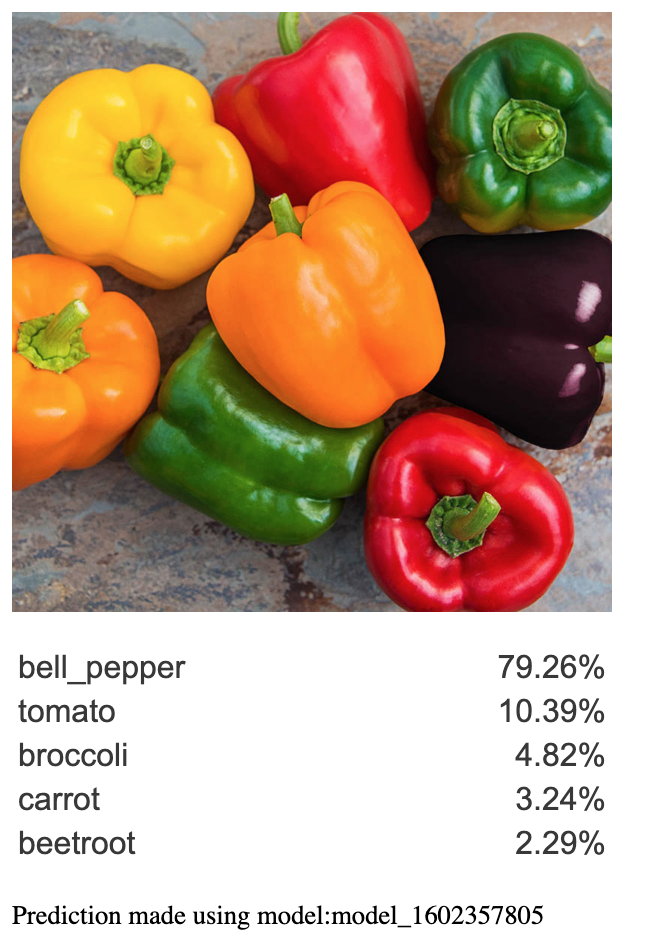 bell_pepper 79.26%
tomato 10.39%
broccoli 4.82%
carrot 3.24%
beetroot 2.29%
Prediction made using model:model_1602357805